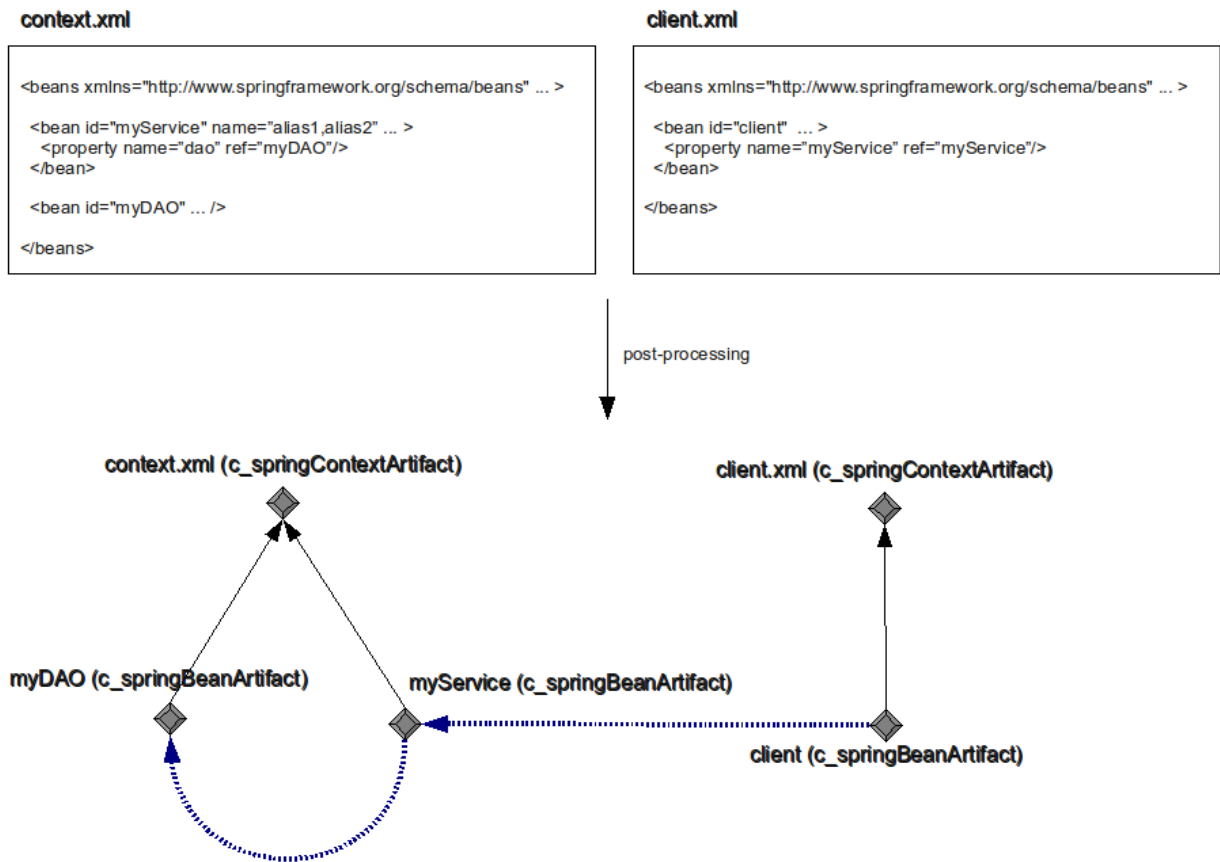 context.xml
<beans xmlns="http://www.springframework.org/schema/beans" ... >
<bean id="myService" name="alias1,alias2” ... >
<property name=”dao” ref=”myDAO”/>
</bean>
<bean id="myDAO" ... />
</beans>
client.xml
<beans xmlns="http://www.springframework.org/schema/beans" ... >
<bean id="client"  ... >
<property name=”myService” ref=”myService”/>
</bean>
</beans>
post-processing
context.xml (c_springContextArtifact)
client.xml (c_springContextArtifact)
myDAO (c_springBeanArtifact)
myService (c_springBeanArtifact)
client (c_springBeanArtifact)